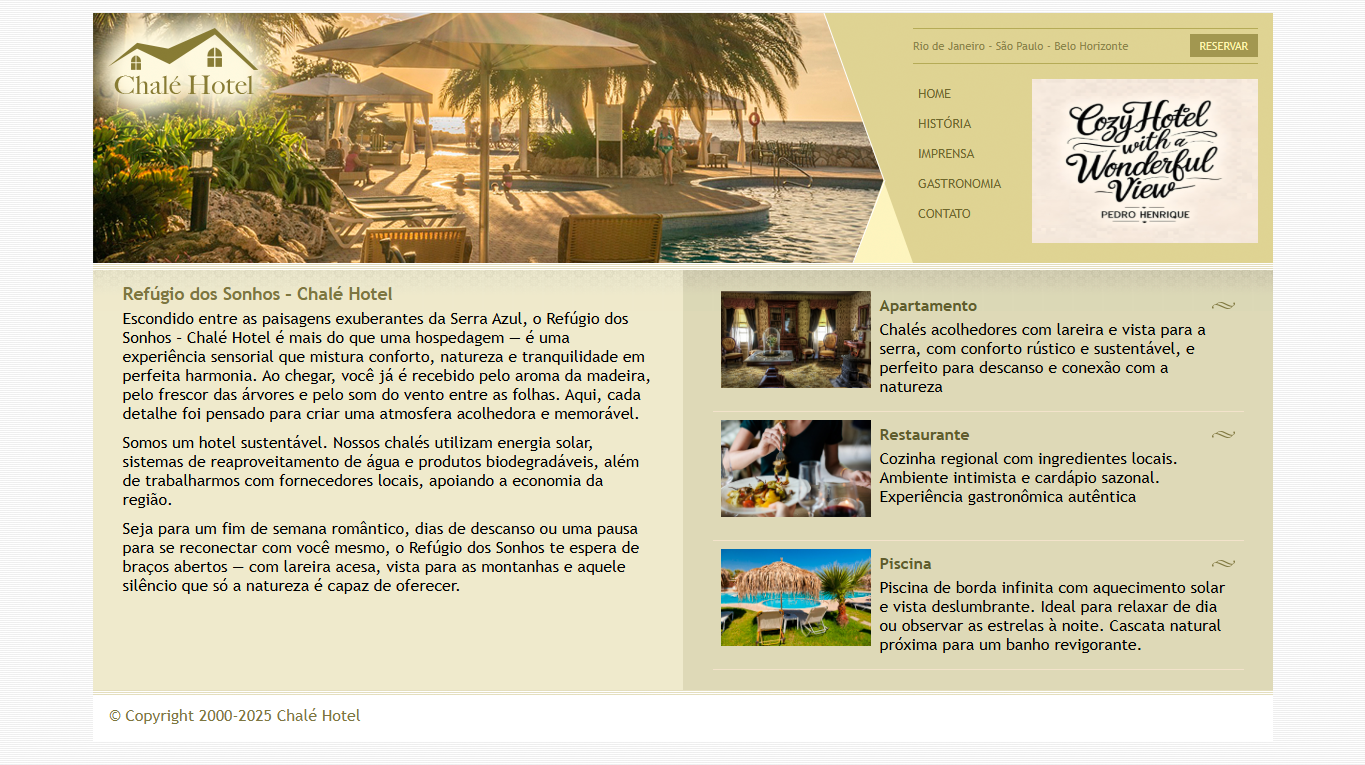 Chalé Hotel
Rio de Janeiro - São Paulo - Belo Horizonte
RESERVAR
HOME
HISTÓRIA
IMPRENSA
GASTRONOMIA
CONTATO
Cozy Hotel
with a
Wonderful
View
PEDRO HENRIQUE
Refúgio dos Sonhos – Chalé Hotel
Escondido entre as paisagens exuberantes da Serra Azul, o Refúgio dos
Sonhos – Chalé Hotel é mais do que uma hospedagem — é uma
experiência sensorial que mistura conforto, natureza e tranquilidade em
perfeita harmonia. Ao chegar, você já é recebido pelo aroma da madeira,
pelo frescor das árvores e pelo som do vento entre as folhas. Aqui, cada
detalhe foi pensado para criar uma atmosfera acolhedora e memorável.
Somos um hotel sustentável. Nossos chalés utilizam energia solar,
sistemas de reaproveitamento de água e produtos biodegradáveis, além
de trabalharmos com fornecedores locais, apoiando a economia da
região.
Seja para um fim de semana romântico, dias de descanso ou uma pausa
para se reconectar com você mesmo, o Refúgio dos Sonhos te espera de
braços abertos — com lareira acesa, vista para as montanhas e aquele
silêncio que só a natureza é capaz de oferecer.
Apartamento
Chalés acolhedores com lareira e vista para a
serra, com conforto rústico e sustentável, e
perfeito para descanso e conexão com a
natureza
Restaurante
Cozinha regional com ingredientes locais.
Ambiente intimista e cardápio sazonal.
Experiência gastronômica autêntica
Piscina
Piscina de borda infinita com aquecimento solar
e vista deslumbrante. Ideal para relaxar de dia
ou observar as estrelas à noite. Cascata natural
próxima para um banho revigorante.
© Copyright 2000-2025 Chalé Hotel